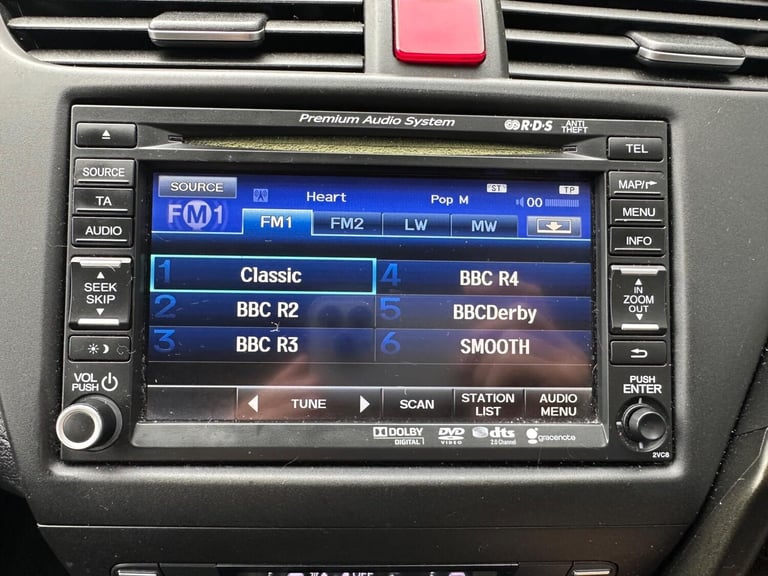 Premium Audio System
R·D·S ANTI THEFT
SOURCE
TA
AUDIO
SEEK
SKIP
VOL
PUSH
SOURCE
Heart
Pop M
ST
TP
00
FM1
FM1
FM2
LW
MW
1 Classic
4 BBC R4
2 BBC R2
5 BBCDerby
3 BBC R3
6 SMOOTH
TUNE
SCAN
STATION LIST
AUDIO MENU
TEL
MAP/
MENU
INFO
IN
ZOOM
OUT
PUSH
ENTER
DOLBY DIGITAL
DVD VIDEO
dts 2.0 Channel
gracenote
2VC6